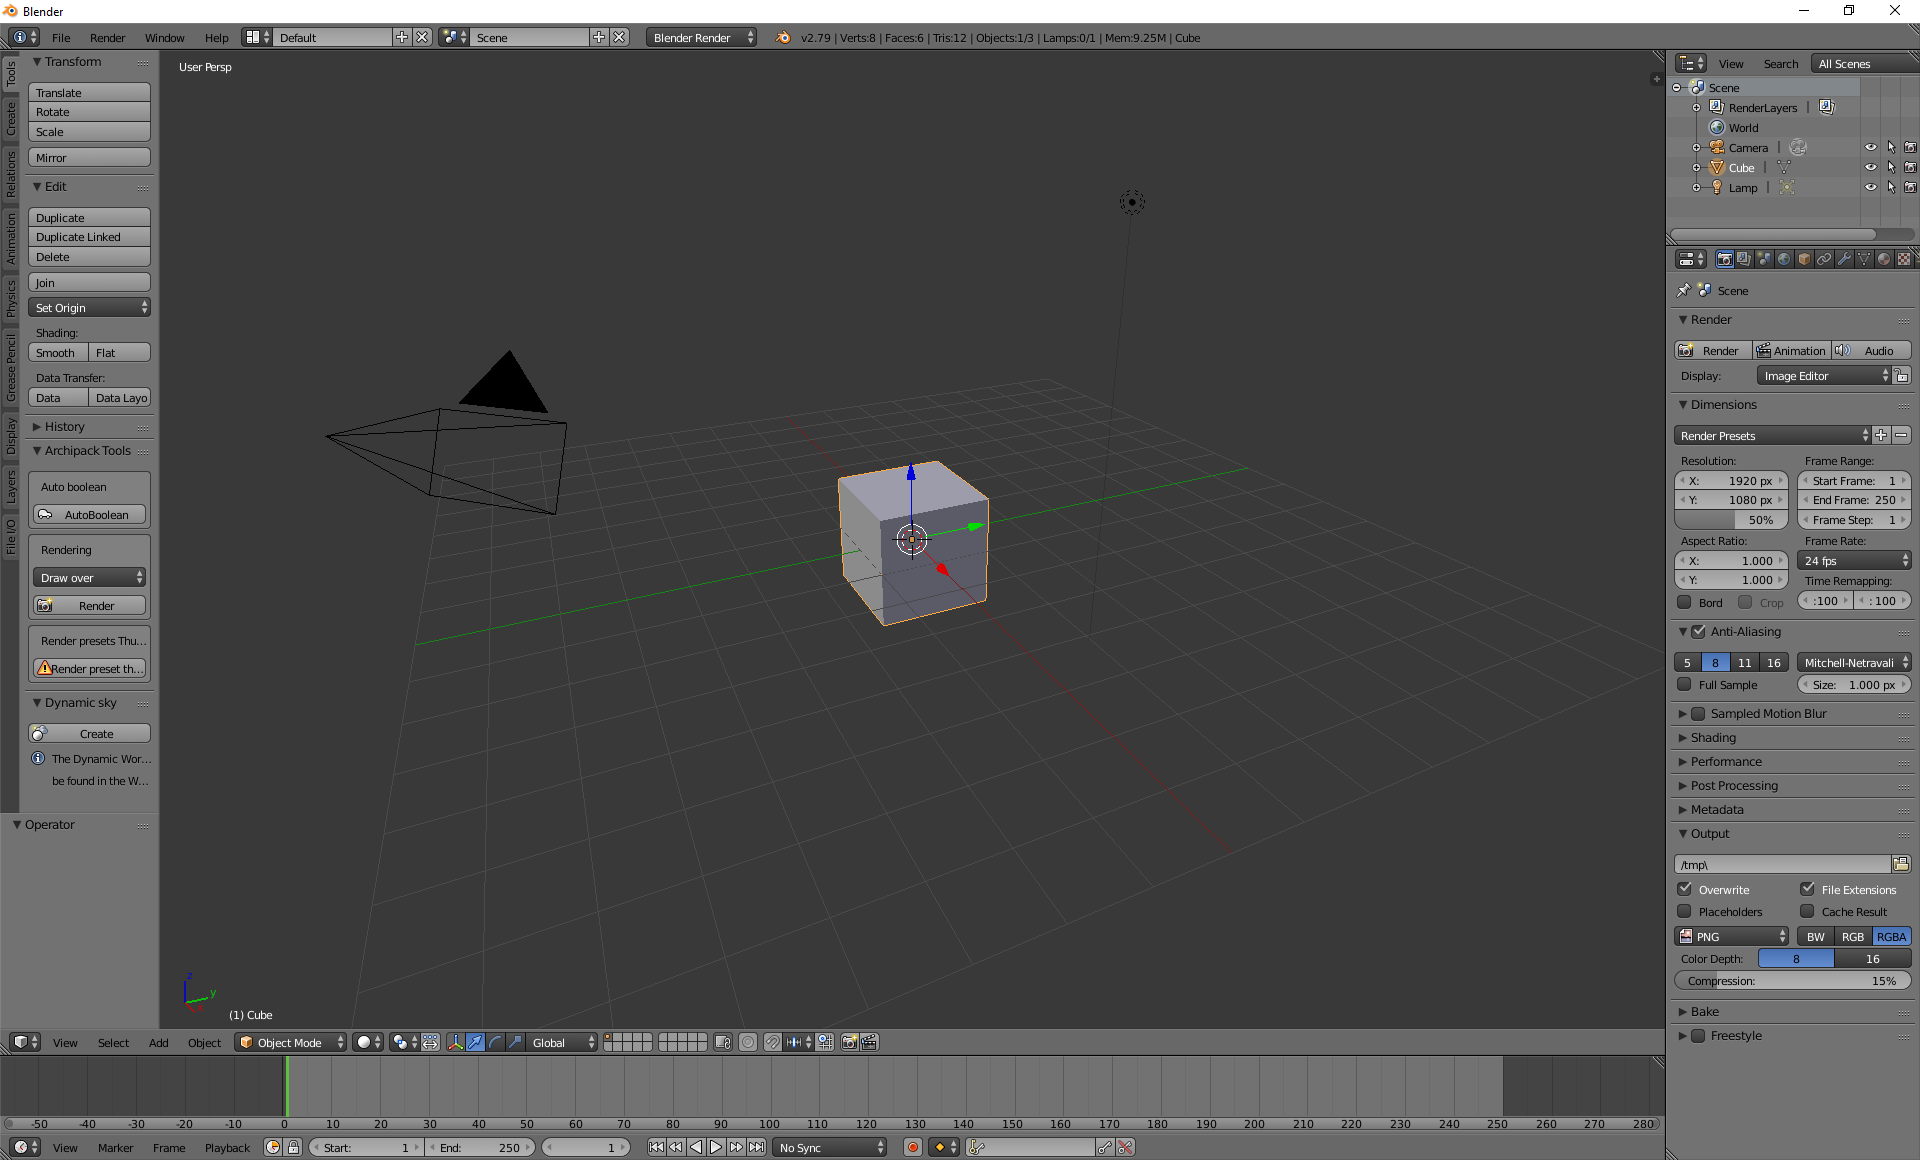 Blender
File Render Window Help Default Scene Blender Render v2.79 | Verts:8 | Faces:6 | Tris:12 | Objects:1/3 | Lamps:0/1 | Mem:9.25M | Cube
Tools
Create
Relations
Animation
Physics
Grease Pencil
Display
Layers
File I/O
Transform
Translate
Rotate
Scale
Mirror
Edit
Duplicate
Duplicate Linked
Delete
Join
Set Origin
Shading:
Smooth Flat
Data Transfer:
Data Data Layo
History
Archipack Tools
Auto boolean
AutoBoolean
Rendering
Draw over
Render
Render presets Thu...
Render preset th...
Dynamic sky
Create
The Dynamic Wor...
be found in the W...
Operator
User Persp
z
y
x
(1) Cube
View Select Add Object Object Mode Global
-50 -40 -30 -20 -10 0 10 20 30 40 50 60 70 80 90 100 110 120 130 140 150 160 170 180 190 200 210 220 230 240 250 260 270 280
View Marker Frame Playback Start: 1 End: 250 1 No Sync
View Search All Scenes
Scene
RenderLayers |
World
Camera |
Cube |
Lamp |
Scene
Render
Render Animation Audio
Display: Image Editor
Dimensions
Render Presets
Resolution: Frame Range:
X: 1920 px Start Frame: 1
Y: 1080 px End Frame: 250
50% Frame Step: 1
Aspect Ratio: Frame Rate:
X: 1.000 24 fps
Y: 1.000 Time Remapping:
Bord Crop :100 : 100
Anti-Aliasing
5 8 11 16 Mitchell-Netravali
Full Sample Size: 1.000 px
Sampled Motion Blur
Shading
Performance
Post Processing
Metadata
Output
/tmp\
Overwrite File Extensions
Placeholders Cache Result
PNG BW RGB RGBA
Color Depth: 8 16
Compression: 15%
Bake
Freestyle